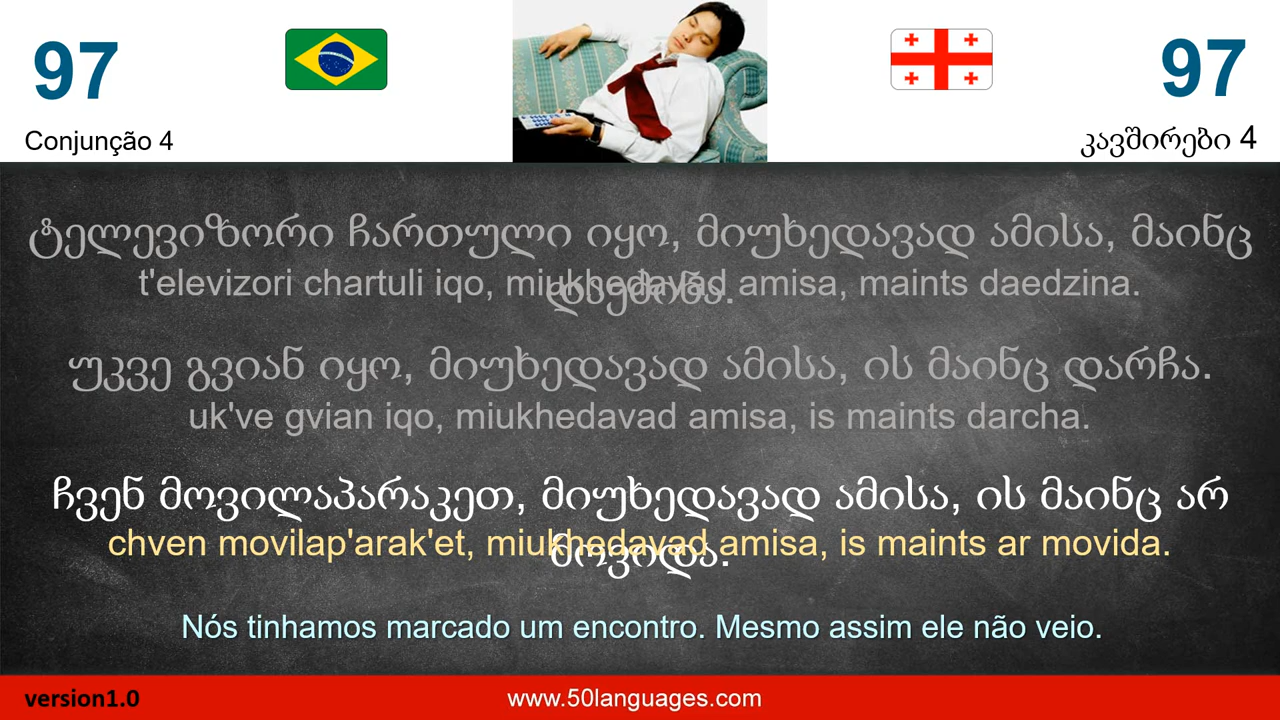 97
97
Conjunção 4
კავშირები 4
ტელევიზორი ჩართული იყო, მიუხედავად ამისა, მაინც
დაეძინა.
t'elevizori chartuli iqo, miukhedavad amisa, maints daedzina.
უკვე გვიან იყო, მიუხედავად ამისა, ის მაინც დარჩა.
uk've gvian iqo, miukhedavad amisa, is maints darcha.
ჩვენ მოვილაპარაკეთ, მიუხედავად ამისა, ის მაინც არ
მოვიდა.
chven movilap'arak'et, miukhedavad amisa, is maints ar movida.
Nós tinhamos marcado um encontro. Mesmo assim ele não veio.
version1.0
www.50languages.com